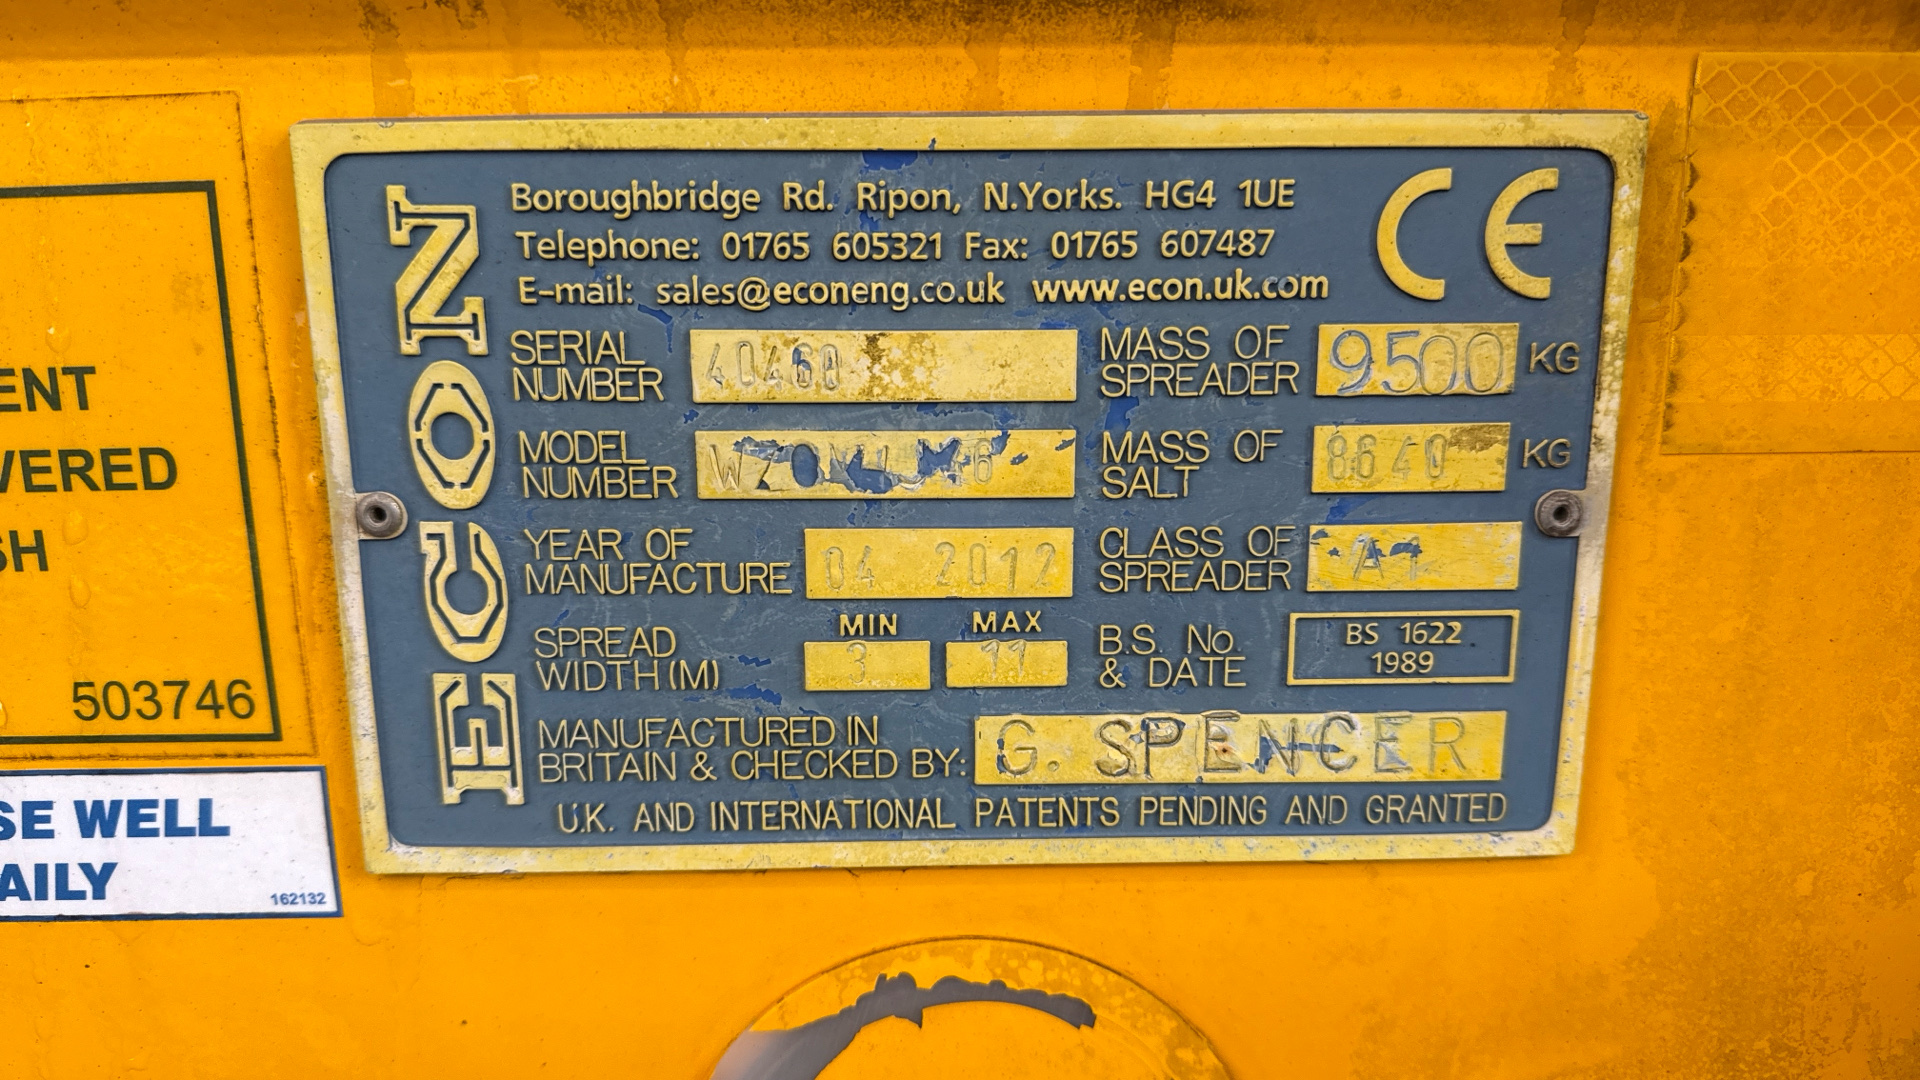 ECON
Boroughbridge Rd. Ripon, N.Yorks. HG4 1UE
Telephone: 01765 605321 Fax: 01765 607487
E-mail: sales@econeng.co.uk www.econ.uk.com
CE
SERIAL NUMBER 40460
MASS OF SPREADER 9500 KG
MODEL NUMBER
MASS OF SALT 8640 KG
YEAR OF MANUFACTURE 04 2012
CLASS OF SPREADER A1
SPREAD WIDTH (M) MIN 3 MAX 11
B.S. No. & DATE BS 1622 1989
MANUFACTURED IN BRITAIN & CHECKED BY: G. SPENCER
U.K. AND INTERNATIONAL PATENTS PENDING AND GRANTED
ENT
VERED
SH
503746
SE WELL
AILY
162132